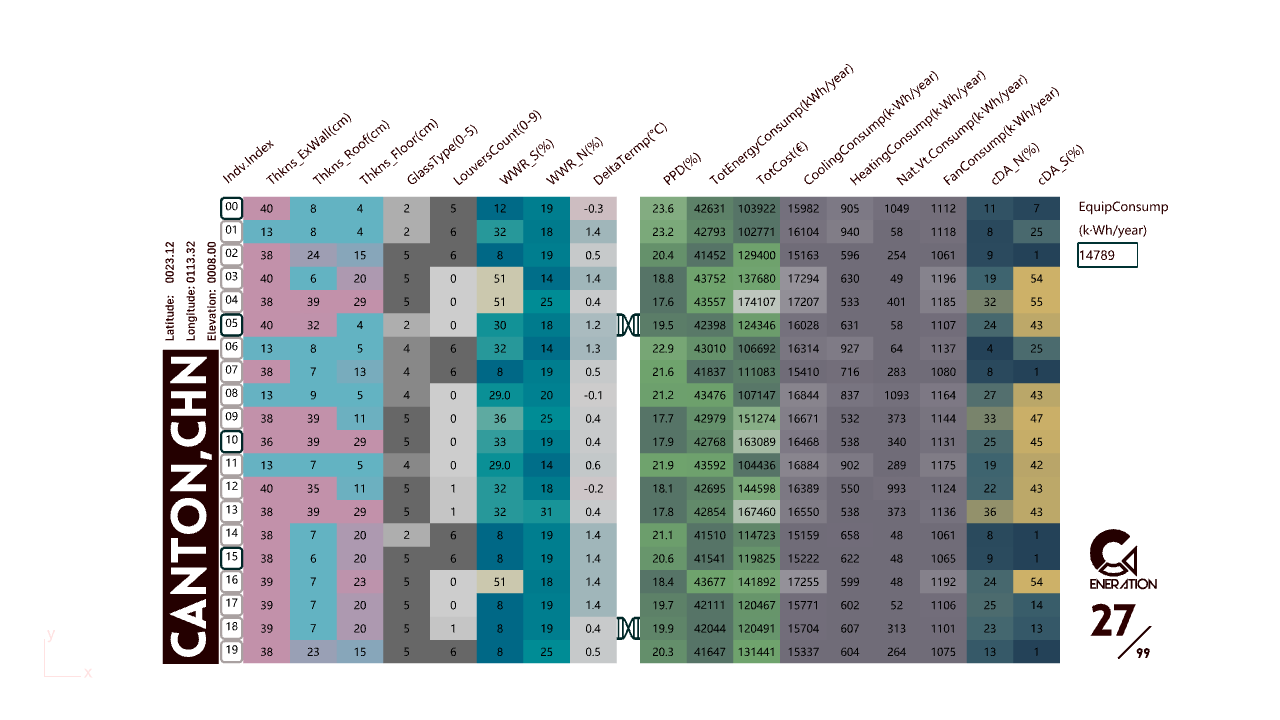 Indv.Index Thkns_ExWall(cm) Thkns_Roof(cm) Thkns_Floor(cm) GlassType(0-5) LouversCount(0-9) WWR_S(%) WWR_N(%) DeltaTermp(°C) PPD(%) TotEnergyConsump(kWh/year) TotCost(€) CoolingConsump(k·Wh/year) HeatingConsump(k·Wh/year) Nat.Vt.Consump(k·Wh/year) FanConsump(k·Wh/year) cDA_N(%) cDA_S(%)
00 40 8 4 2 5 12 19 -0.3 23.6 42631 103922 15982 905 1049 1112 11 7
01 13 8 4 2 6 32 18 1.4 23.2 42793 102771 16104 940 58 1118 8 25
02 38 24 15 5 6 8 19 0.5 20.4 41452 129400 15163 596 254 1061 9 1
03 40 6 20 5 0 51 14 1.4 18.8 43752 137680 17294 630 49 1196 19 54
04 38 39 29 5 0 51 25 0.4 17.6 43557 174107 17207 533 401 1185 32 55
05 40 32 4 2 0 30 18 1.2 19.5 42398 124346 16028 631 58 1107 24 43
06 13 8 5 4 6 32 14 1.3 22.9 43010 106692 16314 927 64 1137 4 25
07 38 7 13 4 6 8 19 0.5 21.6 41837 111083 15410 716 283 1080 8 1
08 13 9 5 4 0 29.0 20 -0.1 21.2 43476 107147 16844 837 1093 1164 27 43
09 38 39 11 5 0 36 25 0.4 17.7 42979 151274 16671 532 373 1144 33 47
10 36 39 29 5 0 33 19 0.4 17.9 42768 163089 16468 538 340 1131 25 45
11 13 7 5 4 0 29.0 14 0.6 21.9 43592 104436 16884 902 289 1175 19 42
12 40 35 11 5 1 32 18 -0.2 18.1 42695 144598 16389 550 993 1124 22 43
13 38 39 29 5 1 32 31 0.4 17.8 42854 167460 16550 538 373 1136 36 43
14 38 7 20 2 6 8 19 1.4 21.1 41510 114723 15159 658 48 1061 8 1
15 38 6 20 5 6 8 19 1.4 20.6 41541 119825 15222 622 48 1065 9 1
16 39 7 23 5 0 51 18 1.4 18.4 43677 141892 17255 599 48 1192 24 54
17 39 7 20 5 0 8 19 1.4 19.7 42111 120467 15771 602 52 1106 25 14
18 39 7 20 5 1 8 19 0.4 19.9 42044 120491 15704 607 313 1101 23 13
19 38 23 15 5 6 8 25 0.5 20.3 41647 131441 15337 604 264 1075 13 1
Latitude: 0023.12
Longitude: 0113.32
Elevation: 0008.00
CANTON,CHN
EquipConsump
(k·Wh/year)
14789
ENERATION
27/99
y
x